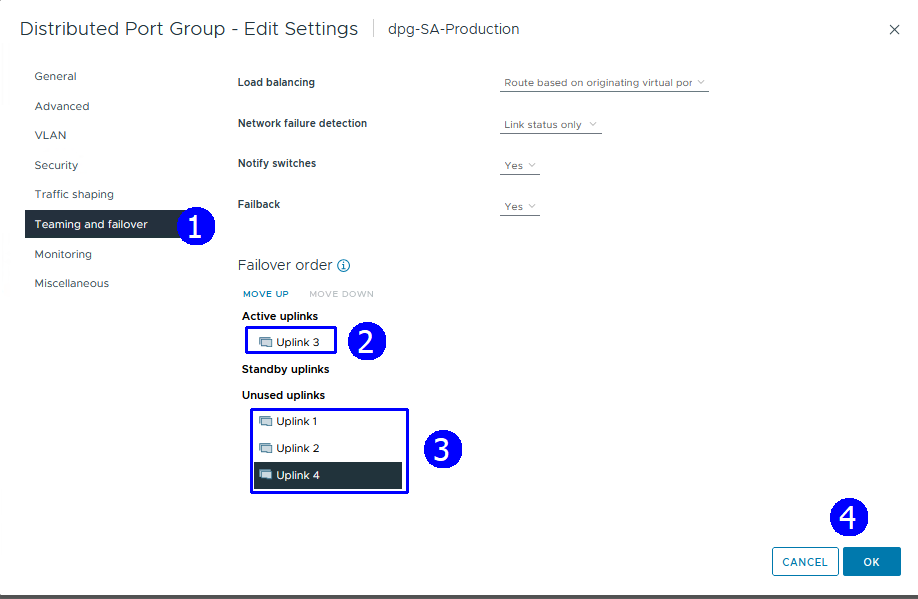 Distributed Port Group - Edit Settings | dpg-SA-Production
General
Advanced
VLAN
Security
Traffic shaping
Teaming and failover
1
Monitoring
Miscellaneous
Load balancing
Route based on originating virtual por
Network failure detection
Link status only
Notify switches
Yes
Failback
Yes
Failover order
MOVE UP MOVE DOWN
Active uplinks
Uplink 3
2
Standby uplinks
Unused uplinks
Uplink 1
Uplink 2
3
Uplink 4
4
CANCEL OK